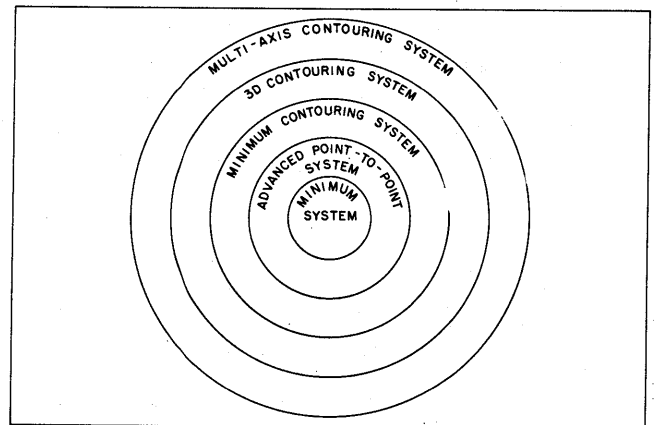 MULTI-AXIS CONTOURING SYSTEM
3D CONTOURING SYSTEM
MINIMUM CONTOURING SYSTEM
ADVANCED POINT-TO-POINT
SYSTEM
MINIMUM
SYSTEM